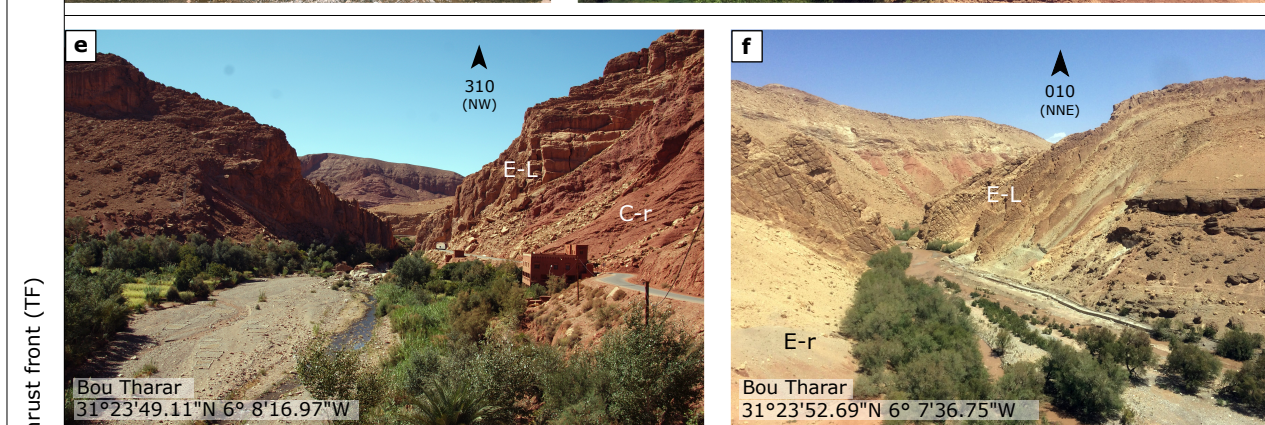 e
310
(NW)
E-L
C-r
Bou Tharar
31°23'49.11"N 6° 8'16.97"W
f
010
(NNE)
E-L
E-r
Bou Tharar
31°23'52.69"N 6° 7'36.75"W
rust front (TF)